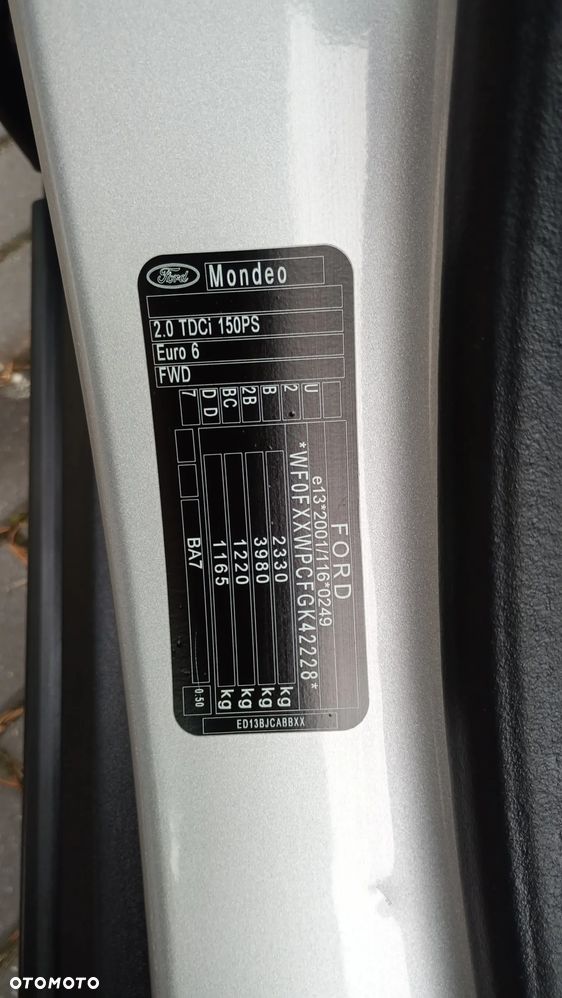 Ford
Mondeo
2.0 TDCi 150PS
Euro 6
FWD
U
2
B
2B
BC
D D
7
FORD
e13*2001/116*0249
*WF0FXXWPCFGK42228*
2330 kg
3980 kg
1220 kg
1165 kg
BA7
0.50
ED13BJCABBXX
OTOMOTO